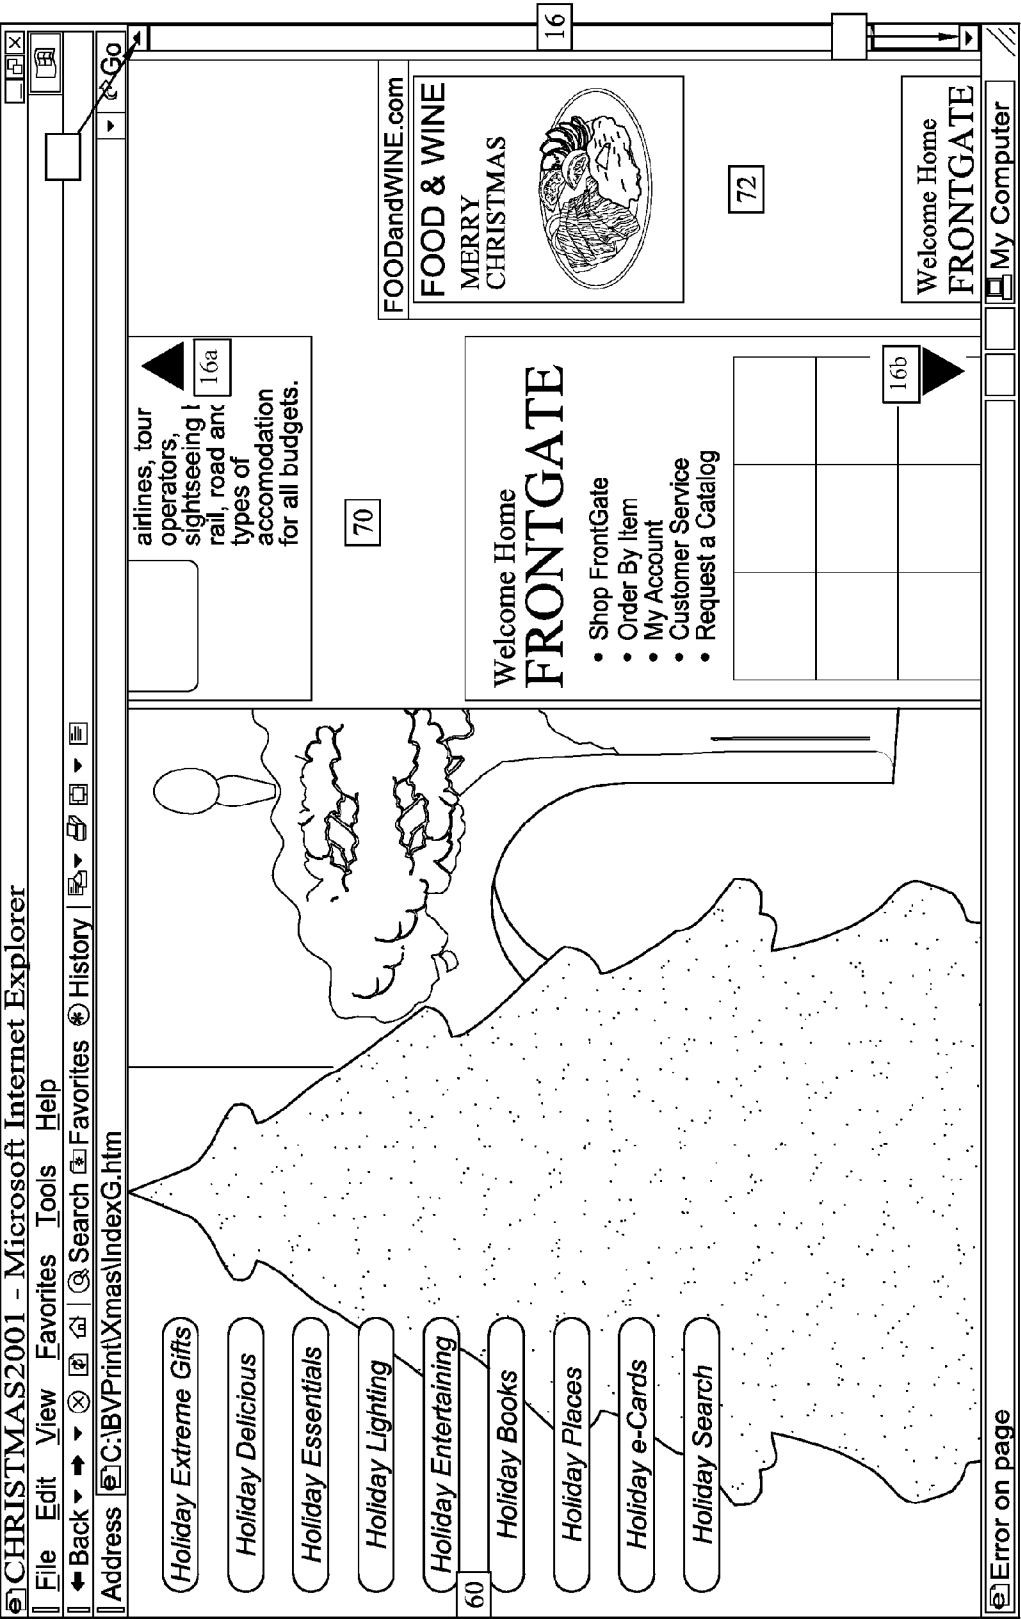 CHRISTMAS2001 - Microsoft Internet Explorer
File Edit View Favorites Tools Help
Back Search Favorites History
Address C:\BVPrint\Xmas\IndexG.htm Go
Holiday Extreme Gifts
Holiday Delicious
Holiday Essentials
Holiday Lighting
Holiday Entertaining
60
Holiday Books
Holiday Places
Holiday e-Cards
Holiday Search
airlines, tour
operators,
sightseeing
rail, road and
types of
accomodation
for all budgets.
16a
70
Welcome Home
FRONTGATE
• Shop FrontGate
• Order By Item
• My Account
• Customer Service
• Request a Catalog
16b
FOODandWINE.com
FOOD & WINE
MERRY
CHRISTMAS
72
Welcome Home
FRONTGATE
16
Error on page
My Computer